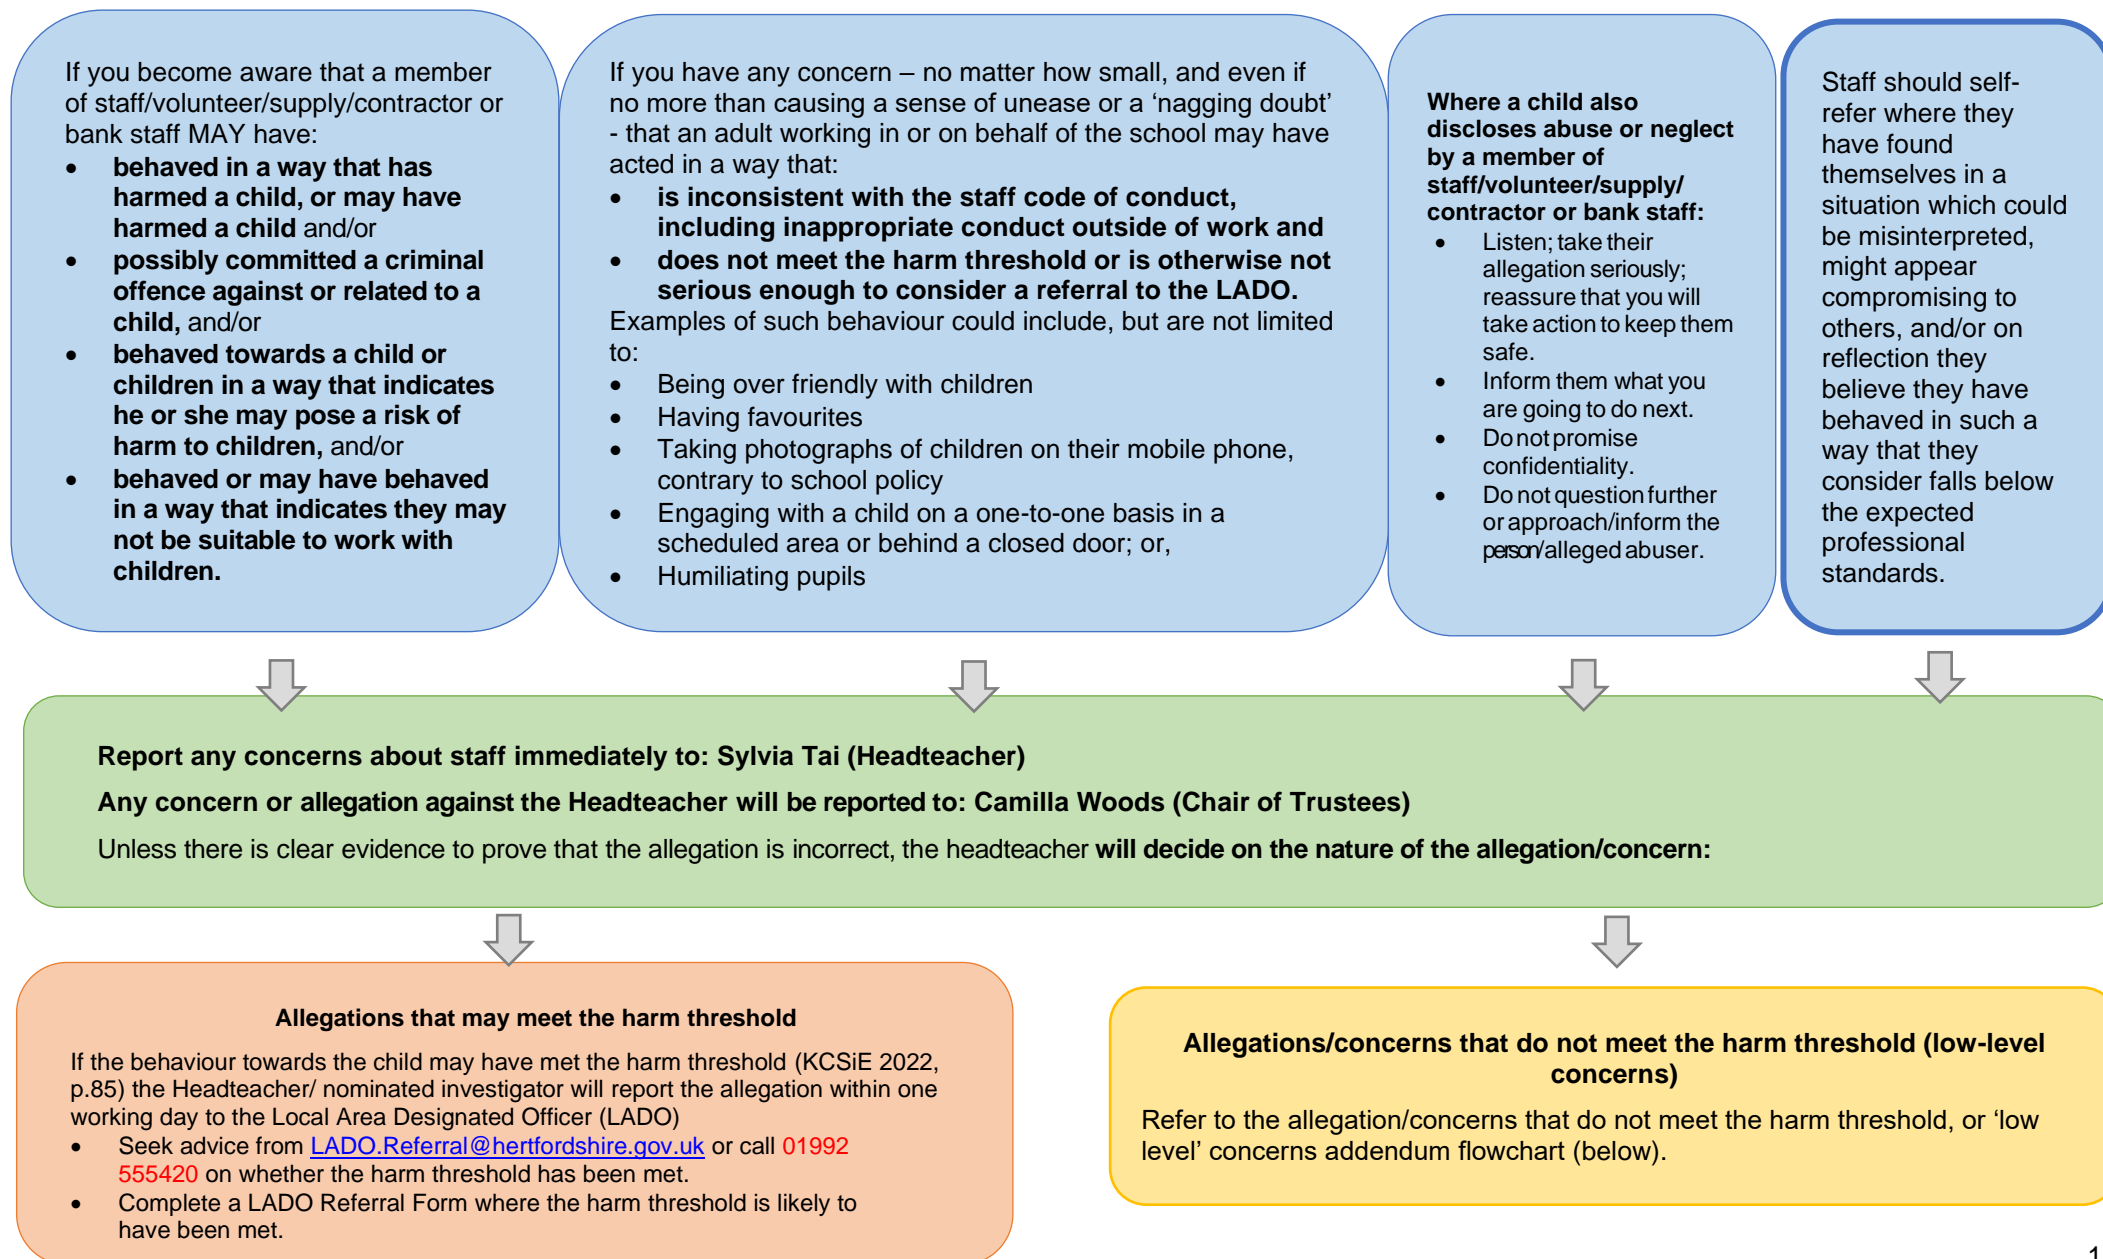 If you become aware that a member
of staff/volunteer/supply/contractor or
bank staff MAY have:
• behaved in a way that has
harmed a child, or may have
harmed a child and/or
• possibly committed a criminal
offence against or related to a
child, and/or
• behaved towards a child or
children in a way that indicates
he or she may pose a risk of
harm to children, and/or
• behaved or may have behaved
in a way that indicates they may
not be suitable to work with
children.
If you have any concern – no matter how small, and even if
no more than causing a sense of unease or a ‘nagging doubt’
- that an adult working in or on behalf of the school may have
acted in a way that:
• is inconsistent with the staff code of conduct,
including inappropriate conduct outside of work and
• does not meet the harm threshold or is otherwise not
serious enough to consider a referral to the LADO.
Examples of such behaviour could include, but are not limited
to:
• Being over friendly with children
• Having favourites
• Taking photographs of children on their mobile phone,
contrary to school policy
• Engaging with a child on a one-to-one basis in a
scheduled area or behind a closed door; or,
• Humiliating pupils
Where a child also
discloses abuse or neglect
by a member of
staff/volunteer/supply/
contractor or bank staff:
• Listen; take their
allegation seriously;
reassure that you will
take action to keep them
safe.
• Inform them what you
are going to do next.
• Do not promise
confidentiality.
• Do not question further
or approach/inform the
person/alleged abuser.
Staff should self-
refer where they
have found
themselves in a
situation which could
be misinterpreted,
might appear
compromising to
others, and/or on
reflection they
believe they have
behaved in such a
way that they
consider falls below
the expected
professional
standards.
Report any concerns about staff immediately to: Sylvia Tai (Headteacher)
Any concern or allegation against the Headteacher will be reported to: Camilla Woods (Chair of Trustees)
Unless there is clear evidence to prove that the allegation is incorrect, the headteacher will decide on the nature of the allegation/concern:
Allegations that may meet the harm threshold
If the behaviour towards the child may have met the harm threshold (KCSiE 2022,
p.85) the Headteacher/ nominated investigator will report the allegation within one
working day to the Local Area Designated Officer (LADO)
• Seek advice from LADO.Referral@hertfordshire.gov.uk or call 01992
555420 on whether the harm threshold has been met.
• Complete a LADO Referral Form where the harm threshold is likely to
have been met.
Allegations/concerns that do not meet the harm threshold (low-level
concerns)
Refer to the allegation/concerns that do not meet the harm threshold, or ‘low
level’ concerns addendum flowchart (below).
1